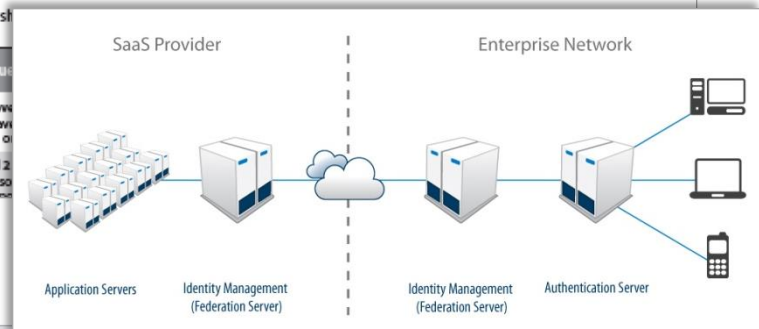 SaaS Provider
Enterprise Network
Application Servers
Identity Management
(Federation Server)
Identity Management
(Federation Server)
Authentication Server